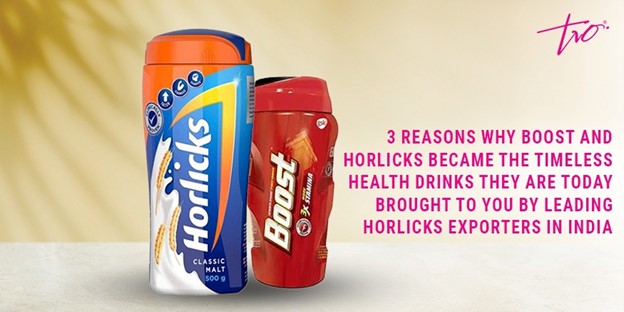 trio
3 REASONS WHY BOOST AND
HORLICKS BECAME THE TIMELESS
HEALTH DRINKS THEY ARE TODAY
BROUGHT TO YOU BY LEADING
HORLICKS EXPORTERS IN INDIA
Horlicks
CLASSIC
MALT
500 g
Boost
3X
STAMINA